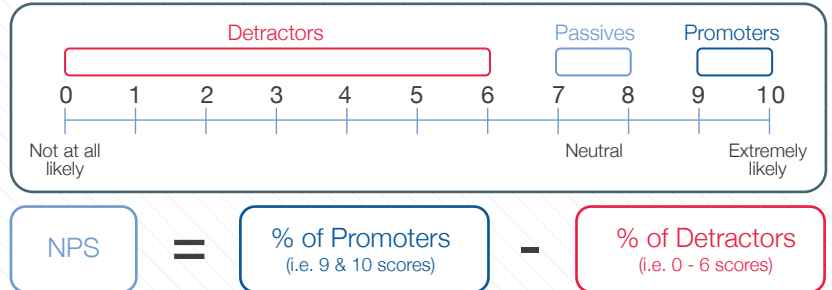 Detractors Passives Promoters
0 1 2 3 4 5 6 7 8 9 10
Not at all likely
Neutral
Extremely likely
NPS = % of Promoters - % of Detractors
(i.e. 9 & 10 scores) (i.e. 0 - 6 scores)